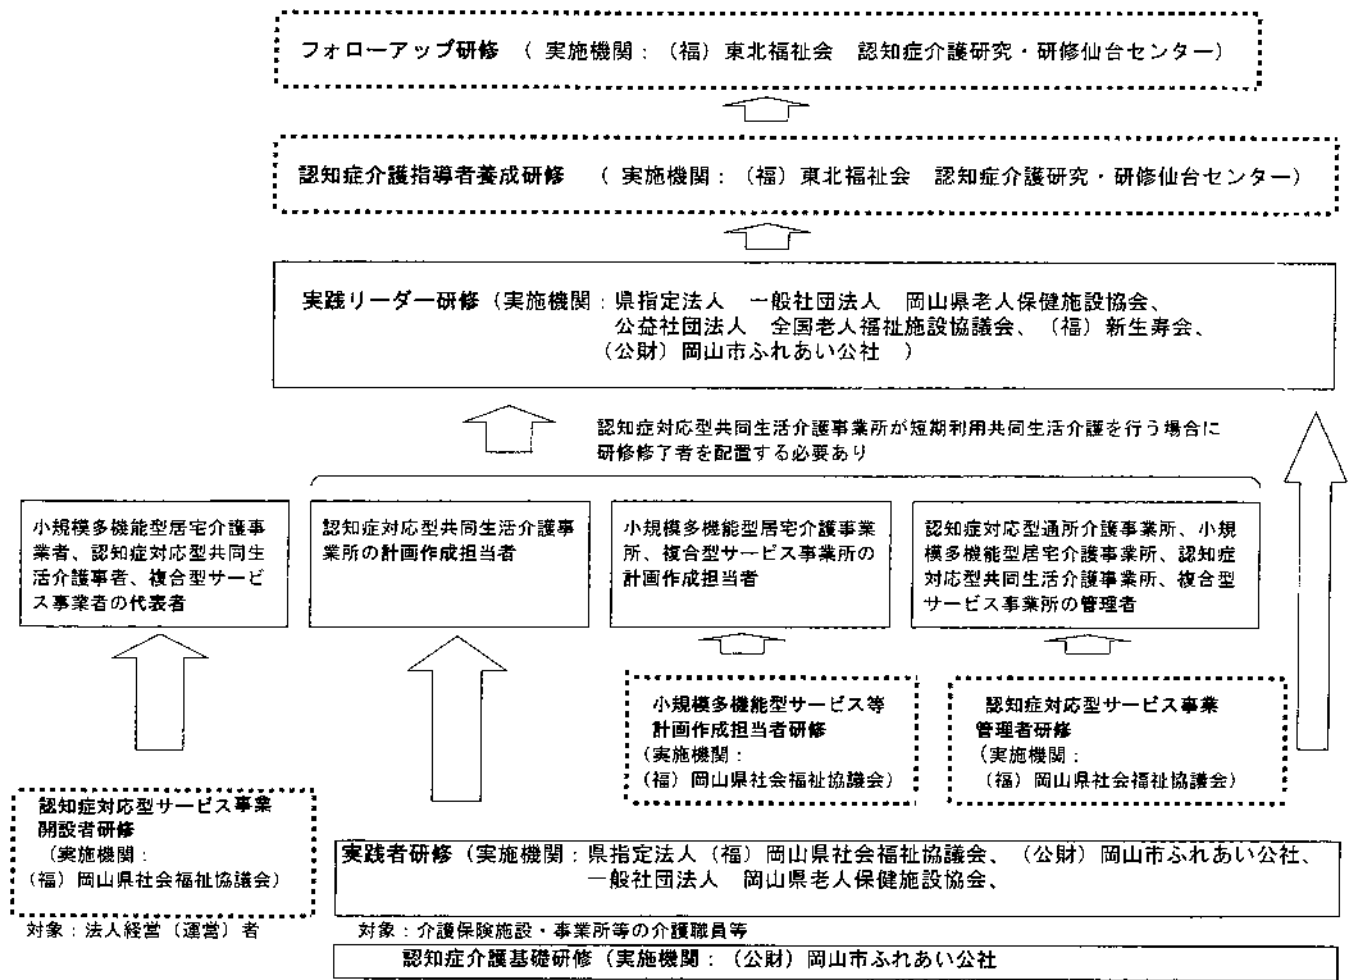 フォローアップ研修 （ 実施機関：（福）東北福祉会　認知症介護研究・研修仙台センター）
認知症介護指導者養成研修　（ 実施機関：（福）東北福祉会　認知症介護研究・研修仙台センター）
実践リーダー研修（実施機関：県指定法人　一般社団法人　岡山県老人保健施設協会、
公益社団法人　全国老人福祉施設協議会、（福）新生寿会、
（公財）岡山市ふれあい公社　）
認知症対応型共同生活介護事業所が短期利用共同生活介護を行う場合に
研修修了者を配置する必要あり
小規模多機能型居宅介護事
業者、認知症対応型共同生
活介護事者、複合型サービ
ス事業者の代表者
認知症対応型共同生活介護事
業所の計画作成担当者
小規模多機能型居宅介護事業
所、複合型サービス事業所の
計画作成担当者
認知症対応型通所介護事業所、小規
模多機能型居宅介護事業所、認知症
対応型共同生活介護事業所、複合型
サービス事業所の管理者
小規模多機能型サービス等
計画作成担当者研修
（実施機関：
（福）岡山県社会福祉協議会）
認知症対応型サービス事業
管理者研修
（実施機関：
（福）岡山県社会福祉協議会）
認知症対応型サービス事業
開設者研修
（実施機関：
（福）岡山県社会福祉協議会）
対象：法人経営（運営）者
実践者研修（実施機関：県指定法人（福）岡山県社会福祉協議会、（公財）岡山市ふれあい公社、
一般社団法人　岡山県老人保健施設協会、
対象：介護保険施設・事業所等の介護職員等
認知症介護基礎研修（実施機関：（公財）岡山市ふれあい公社